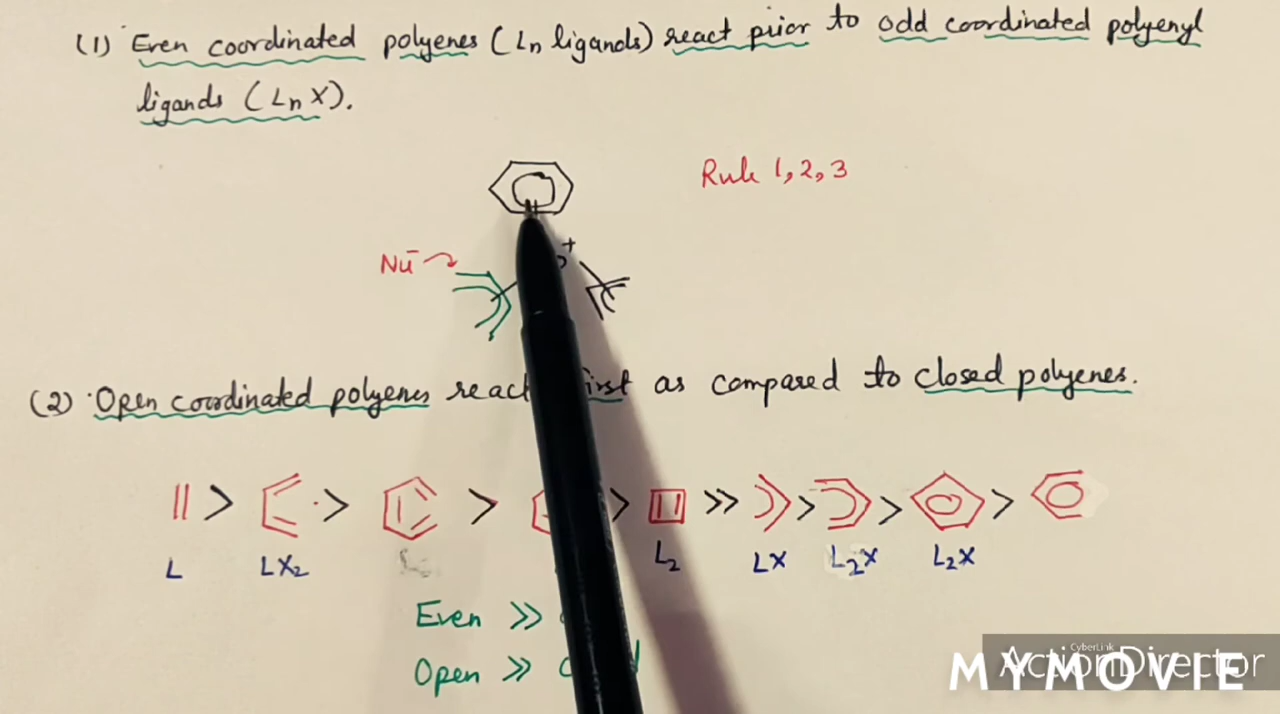 (1) Even coordinated polyenes (Ln ligands) react prior to odd coordinated polyenyl
ligands (LnX).
Rule 1,2,3
+
Nu⁻
(2) Open coordinated polyenes react first as compared to closed polyenes.
> > > > >> > > >
L LX2 L2 LX L2X L2X
Even >>
Open >>
CyberLink
ActionDirector
MYMOVIE